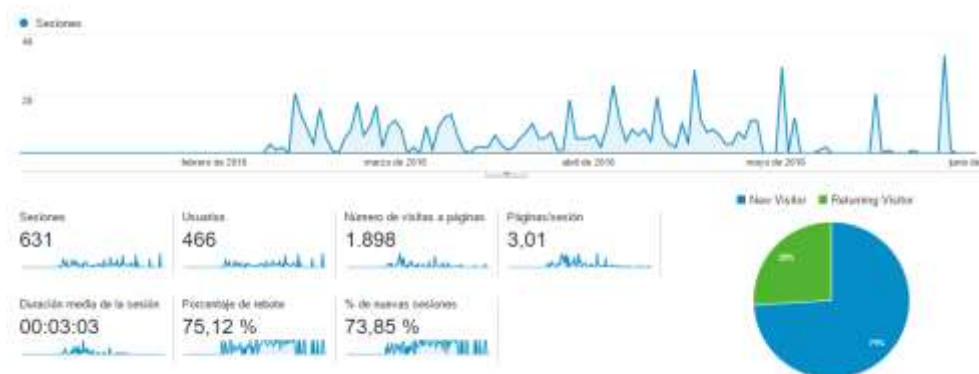 Sesiones
febrero de 2016
marzo de 2016
abril de 2016
mayo de 2016
New Visitor
Returning Visitor
Sesiones
631
Usuarios
466
Número de visitas a páginas
1.898
Páginas/sesión
3,01
Duración media de la sesión
00:03:03
Porcentaje de rebote
75,12 %
% de nuevas sesiones
73,85 %